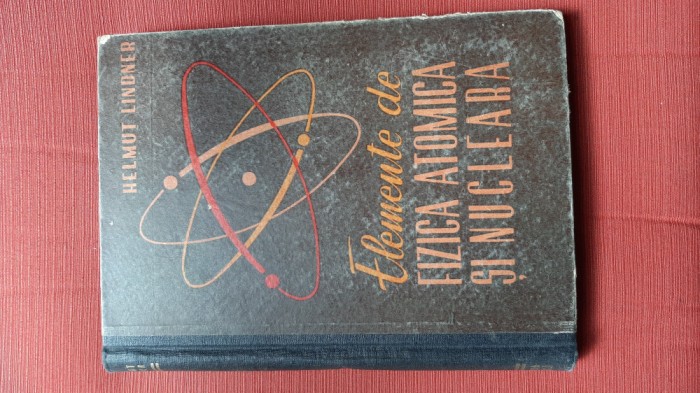 HELMUT LINDNER
Elemente de
FIZICA ATOMICA
ȘI NUCLEARA